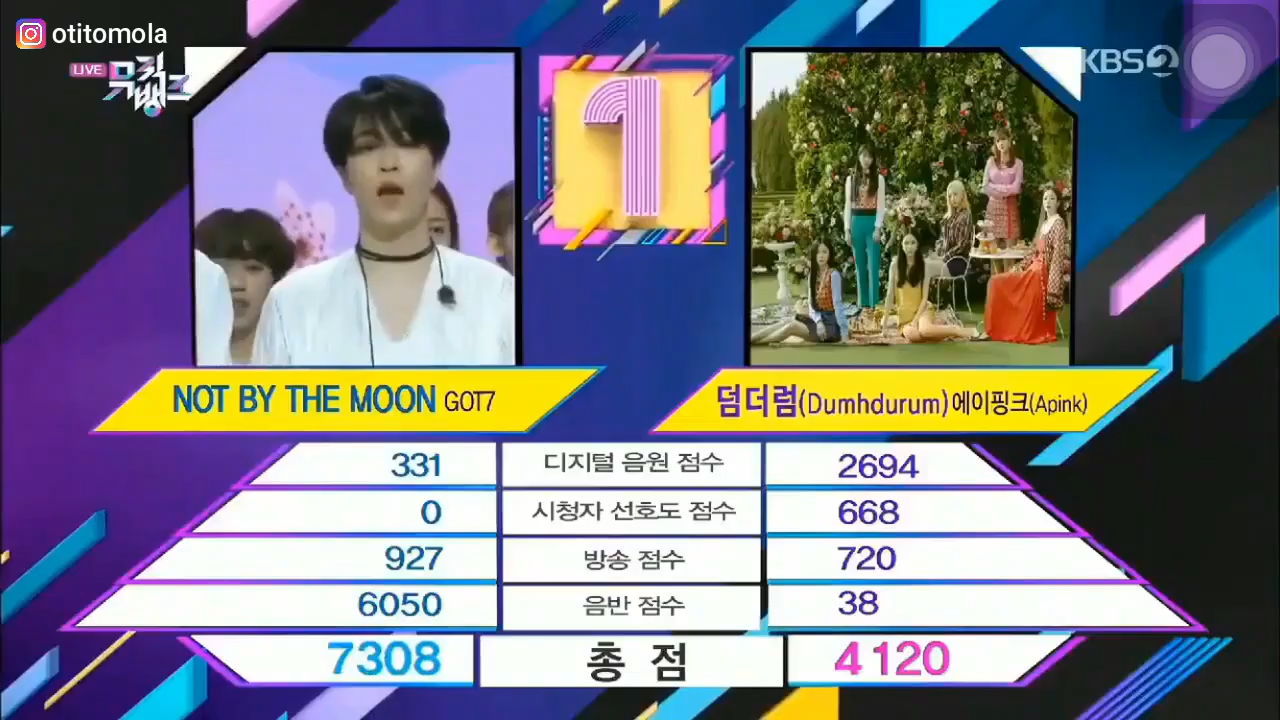 otitomola
LIVE
뮤직
뱅크
KBS2
1
NOT BY THE MOON GOT7
덤더럼(Dumhdurum) 에이핑크(Apink)
331 디지털 음원 점수 2694
0 시청자 선호도 점수 668
927 방송 점수 720
6050 음반 점수 38
7308 총 점 4120